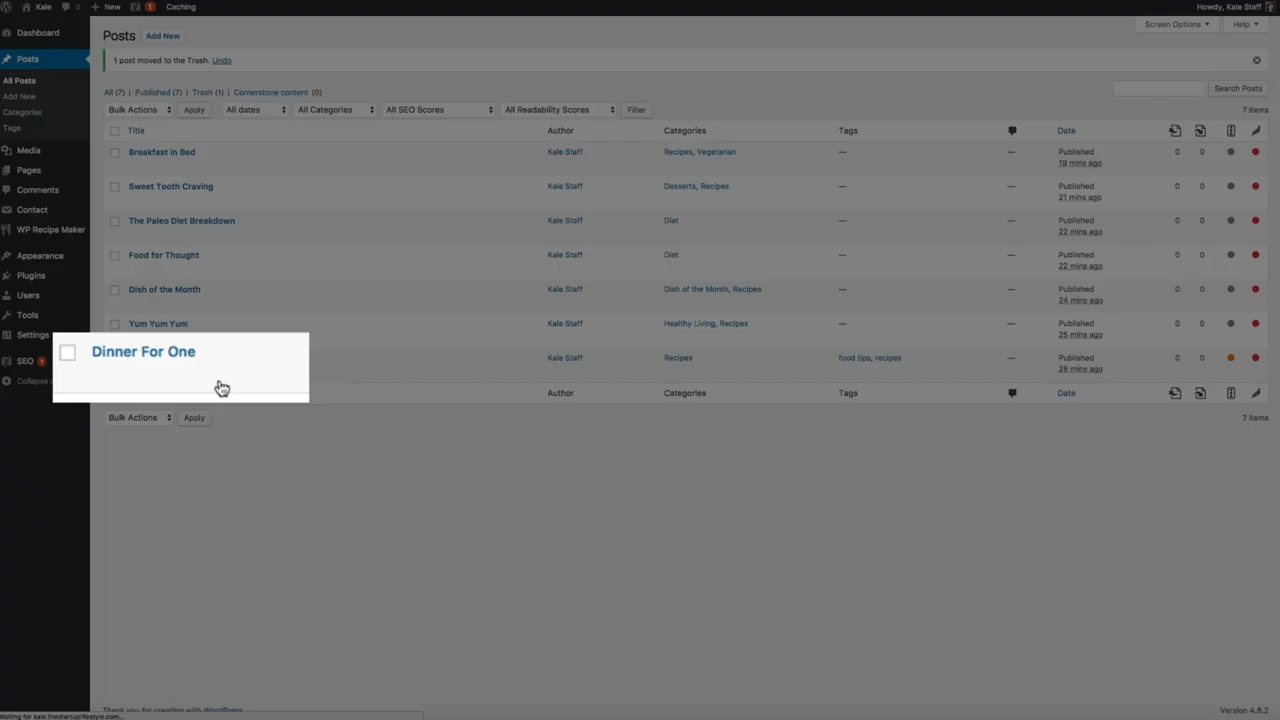 Kale 0 + New 1 Caching Howdy, Kale Staff
Dashboard
Posts
All Posts
Add New
Categories
Tags
Media
Pages
Comments
Contact
WP Recipe Maker
Appearance
Plugins
Users
Tools
Settings
SEO 1
Collapse
Screen Options Help
Posts Add New
1 post moved to the Trash. Undo
All (7) | Published (7) | Trash (1) | Cornerstone content (0)
Search Posts
Bulk Actions Apply All dates All Categories All SEO Scores All Readability Scores Filter 7 items
Title Author Categories Tags Date
Breakfast in Bed Kale Staff Recipes, Vegetarian — — Published 0 0
19 mins ago
Sweet Tooth Craving Kale Staff Desserts, Recipes — — Published 0 0
21 mins ago
The Paleo Diet Breakdown Kale Staff Diet — — Published 0 0
22 mins ago
Food for Thought Kale Staff Diet — — Published 0 0
22 mins ago
Dish of the Month Kale Staff Dish of the Month, Recipes — — Published 0 0
24 mins ago
Yum Yum Yum Kale Staff Healthy Living, Recipes — — Published 0 0
25 mins ago
Dinner For One Kale Staff Recipes food tips, recipes — Published 0 0
28 mins ago
Author Categories Tags Date
Bulk Actions Apply 7 items
Thank you for creating with WordPress. Version 4.8.2
Waiting for kale.thestartuplifestyle.com...